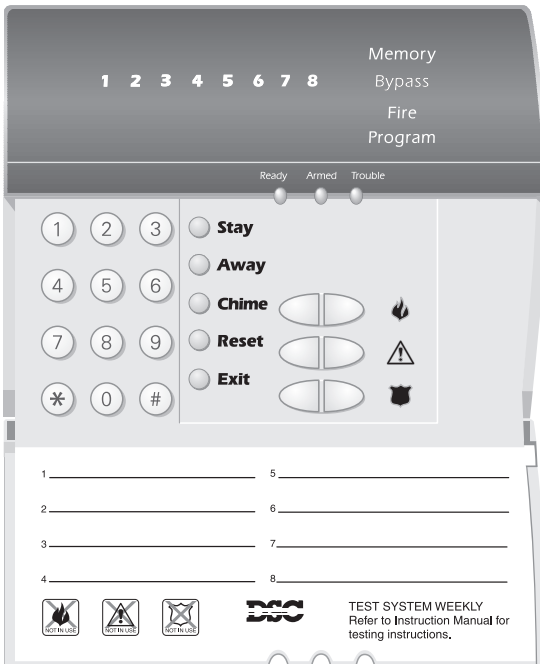 Memory
1 2 3 4 5 6 7 8 Bypass
Fire
Program
Ready Armed Trouble
1 2 3 Stay
Away
4 5 6
Chime
7 8 9 Reset
Exit
* 0 #
1 5
2 6
3 7
4 8
NOT IN USE NOT IN USE NOT IN USE
DSC
TEST SYSTEM WEEKLY
Refer to Instruction Manual for
testing instructions.